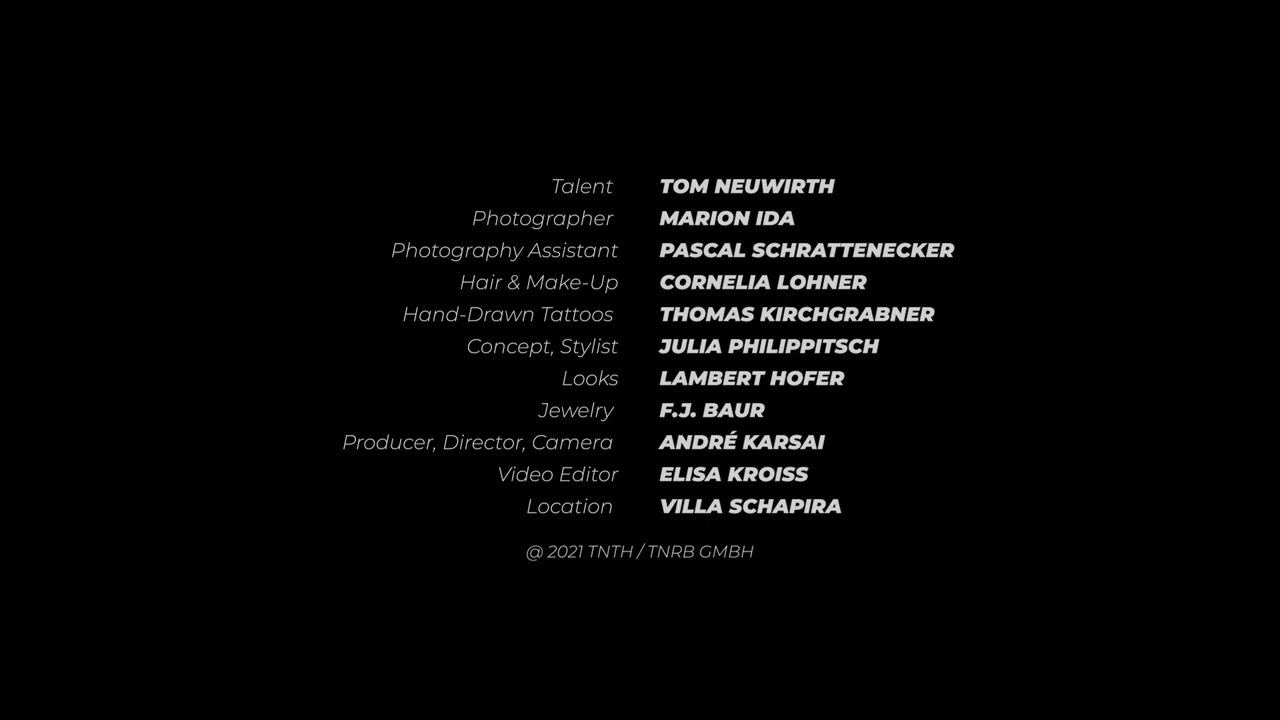 Talent TOM NEUWIRTH
Photographer MARION IDA
Photography Assistant PASCAL SCHRATTENECKER
Hair & Make-Up CORNELIA LOHNER
Hand-Drawn Tattoos THOMAS KIRCHGRABNER
Concept, Stylist JULIA PHILIPPITSCH
Looks LAMBERT HOFER
Jewelry F.J. BAUR
Producer, Director, Camera ANDRÉ KARSAI
Video Editor ELISA KROISS
Location VILLA SCHAPIRA
@ 2021 TNTH / TNRB GMBH